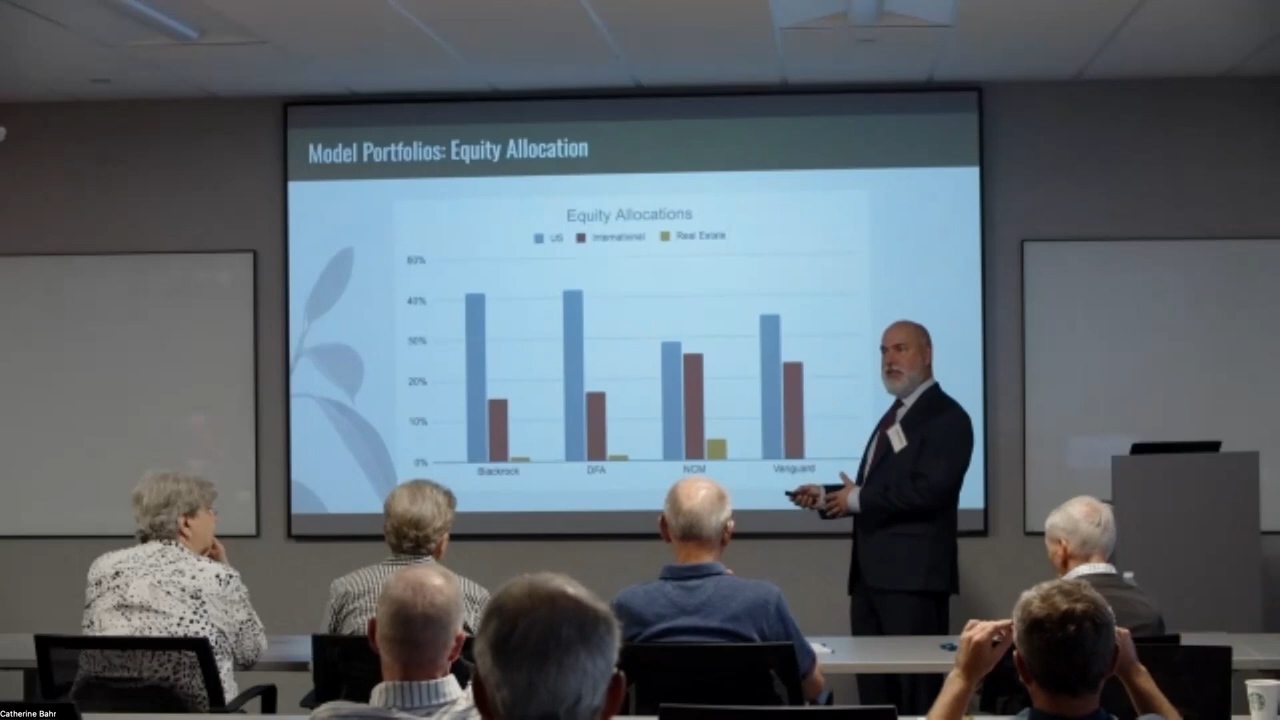 Model Portfolios: Equity Allocation
Equity Allocations
US International Real Estate
60%
40%
30%
20%
10%
0%
Blackrock DFA NCM Vanguard
Catherine Bahr